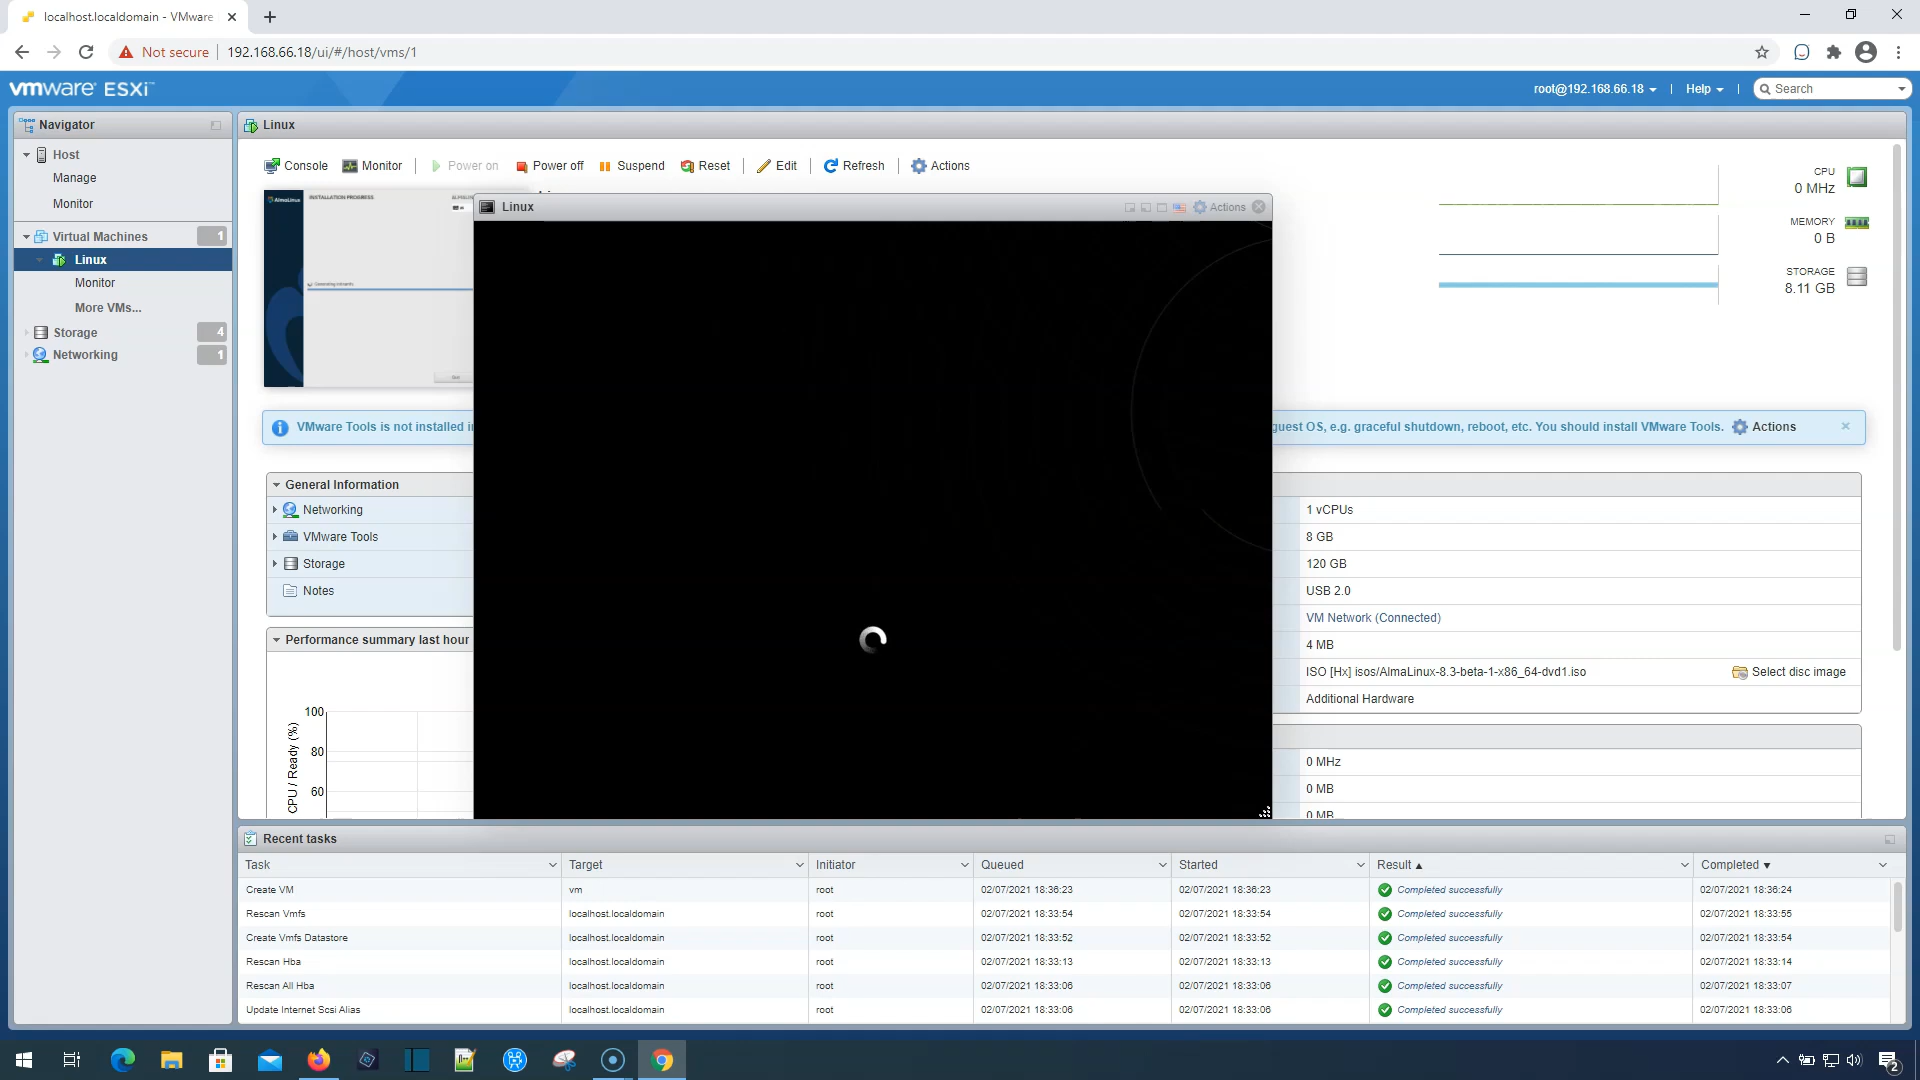 localhost.localdomain - VMware
Not secure
192.168.66.18/ui/#/host/vms/1
vmware ESXi
root@192.168.66.18
Help
Search
Navigator
Host
Manage
Monitor
Virtual Machines 1
Linux
Monitor
More VMs...
Storage 4
Networking 1
Linux
Console
Monitor
Power on
Power off
Suspend
Reset
Edit
Refresh
Actions
CPU
0 MHz
MEMORY
0 B
STORAGE
8.11 GB
AlmaLinux
INSTALLATION PROGRESS
Linux
Actions
VMware Tools is not installed i
guest OS, e.g. graceful shutdown, reboot, etc. You should install VMware Tools.
Actions
General Information
Networking
VMware Tools
Storage
Notes
Performance summary last hour
CPU / Ready (%)
100
80
60
1 vCPUs
8 GB
120 GB
USB 2.0
VM Network (Connected)
4 MB
ISO [Hx] isos/AlmaLinux-8.3-beta-1-x86_64-dvd1.iso
Select disc image
Additional Hardware
0 MHz
0 MB
0 MB
Recent tasks
Task Target Initiator Queued Started Result Completed
Create VM vm root 02/07/2021 18:36:23 02/07/2021 18:36:23 Completed successfully 02/07/2021 18:36:24
Rescan Vmfs localhost.localdomain root 02/07/2021 18:33:54 02/07/2021 18:33:54 Completed successfully 02/07/2021 18:33:55
Create Vmfs Datastore localhost.localdomain root 02/07/2021 18:33:52 02/07/2021 18:33:52 Completed successfully 02/07/2021 18:33:54
Rescan Hba localhost.localdomain root 02/07/2021 18:33:13 02/07/2021 18:33:13 Completed successfully 02/07/2021 18:33:14
Rescan All Hba localhost.localdomain root 02/07/2021 18:33:06 02/07/2021 18:33:06 Completed successfully 02/07/2021 18:33:07
Update Internet Scsi Alias localhost.localdomain root 02/07/2021 18:33:06 02/07/2021 18:33:06 Completed successfully 02/07/2021 18:33:06
2